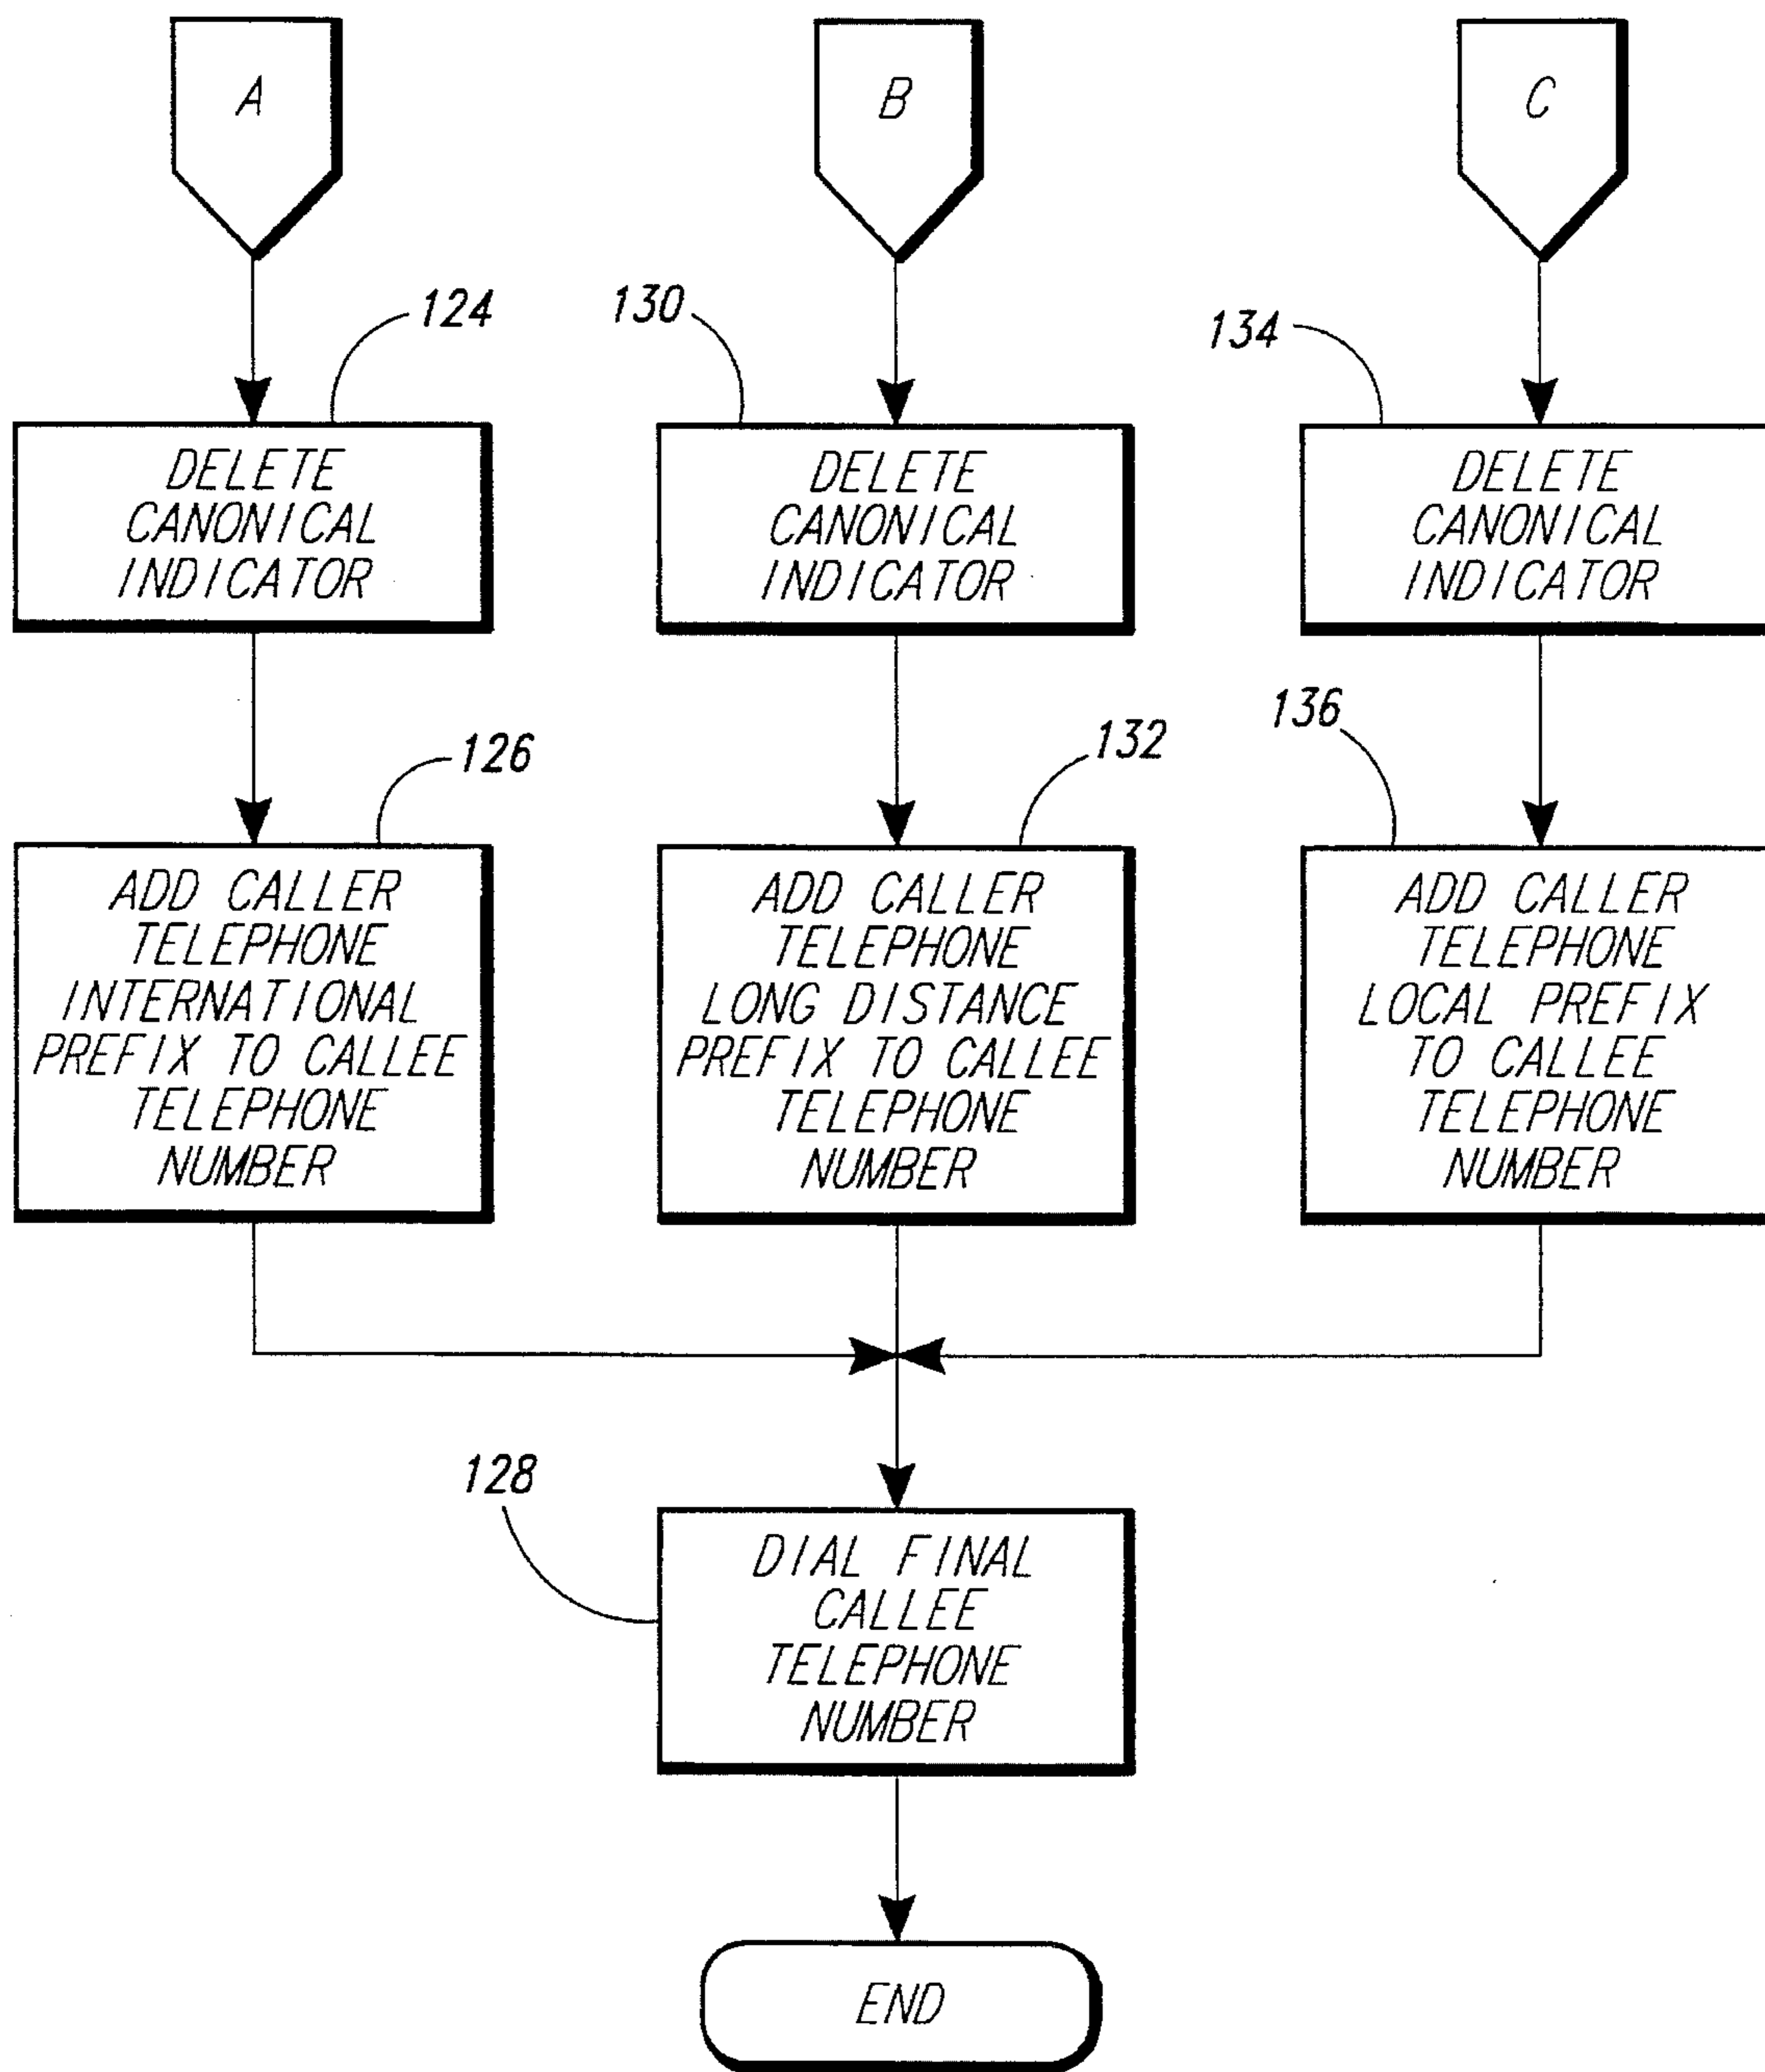 A
B
C
124
130
134
DELETE
CANONICAL
INDICATOR
DELETE
CANONICAL
INDICATOR
DELETE
CANONICAL
INDICATOR
126
132
136
ADD CALLER
TELEPHONE
INTERNATIONAL
PREFIX TO CALLEE
TELEPHONE
NUMBER
ADD CALLER
TELEPHONE
LONG DISTANCE
PREFIX TO CALLEE
TELEPHONE
NUMBER
ADD CALLER
TELEPHONE
LOCAL PREFIX
TO CALLEE
TELEPHONE
NUMBER
128
DIAL FINAL
CALLEE
TELEPHONE
NUMBER
END